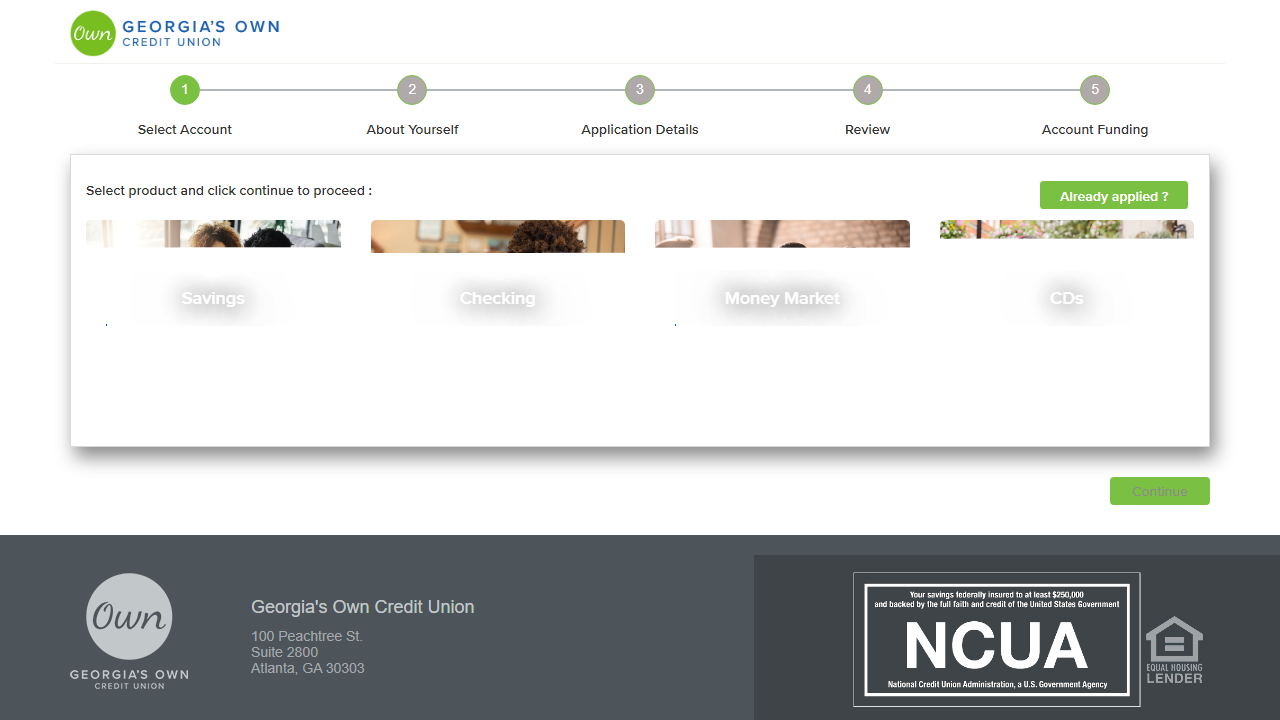 Own GEORGIA'S OWN
CREDIT UNION
1 2 3 4 5
Select Account About Yourself Application Details Review Account Funding
Select product and click continue to proceed :
Already applied ?
Savings Checking Money Market CDs
Continue
Own
GEORGIA'S OWN
CREDIT UNION
Georgia's Own Credit Union
100 Peachtree St.
Suite 2800
Atlanta, GA 30303
Your savings federally insured to at least $250,000
and backed by the full faith and credit of the United States Government
NCUA
National Credit Union Administration, a U.S. Government Agency
EQUAL HOUSING
LENDER